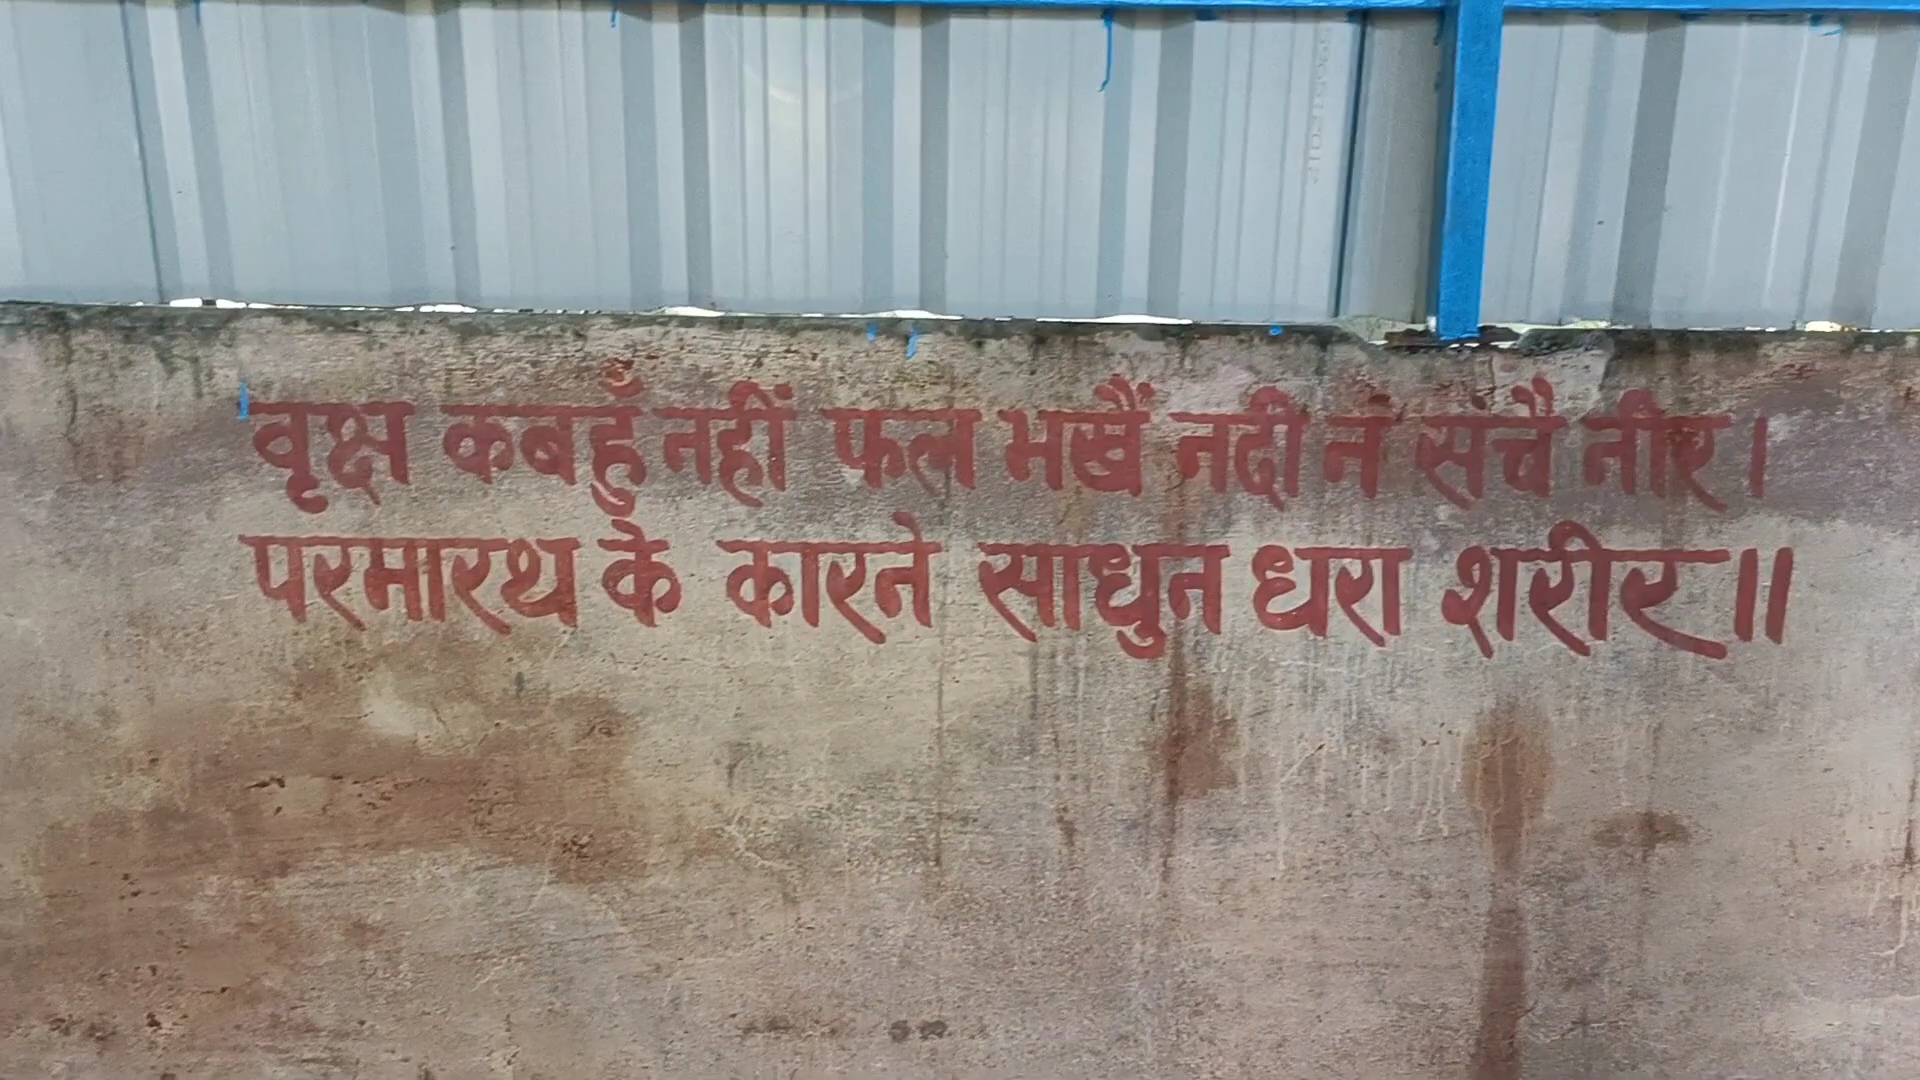 वृक्ष कबहुँ नहीं फल भखैं नदी न संचै नीर।
परमारथ के कारने साधुन धरा शरीर॥